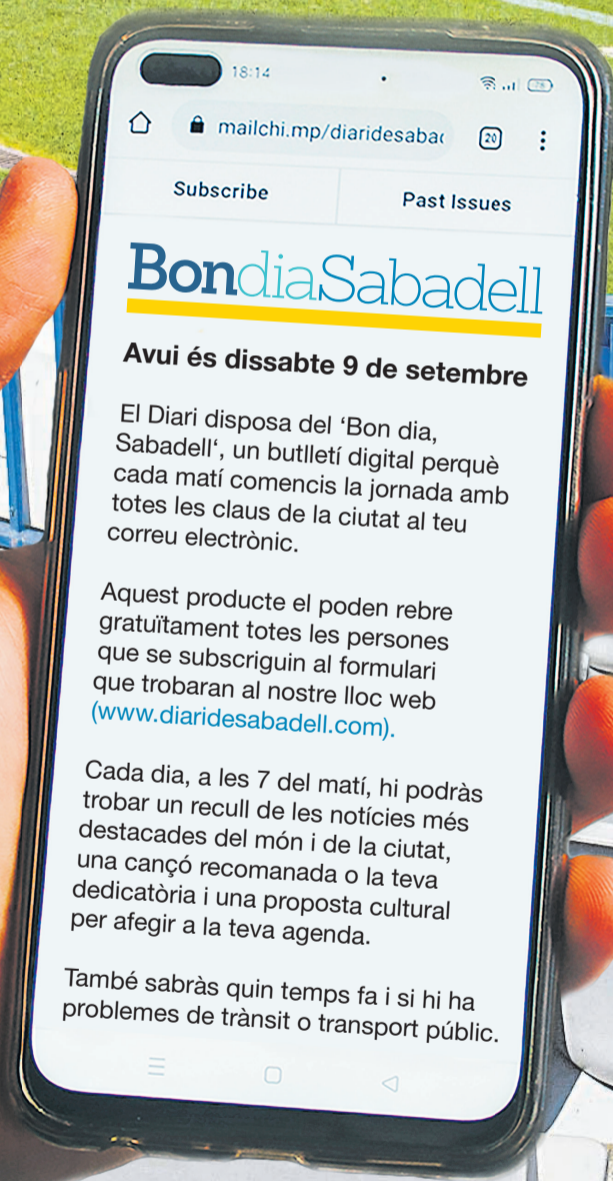 18:14
78
mailchi.mp/diaridesabad
20
Subscribe
Past Issues
BondiaSabadell
Avui és dissabte 9 de setembre
El Diari disposa del ‘Bon dia,
Sabadell‘, un butlletí digital perquè
cada matí comencis la jornada amb
totes les claus de la ciutat al teu
correu electrònic.
Aquest producte el poden rebre
gratuïtament totes les persones
que se subscriguin al formulari
que trobaran al nostre lloc web
(www.diaridesabadell.com).
Cada dia, a les 7 del matí, hi podràs
trobar un recull de les notícies més
destacades del món i de la ciutat,
una cançó recomanada o la teva
dedicatòria i una proposta cultural
per afegir a la teva agenda.
També sabràs quin temps fa i si hi ha
problemes de trànsit o transport públic.